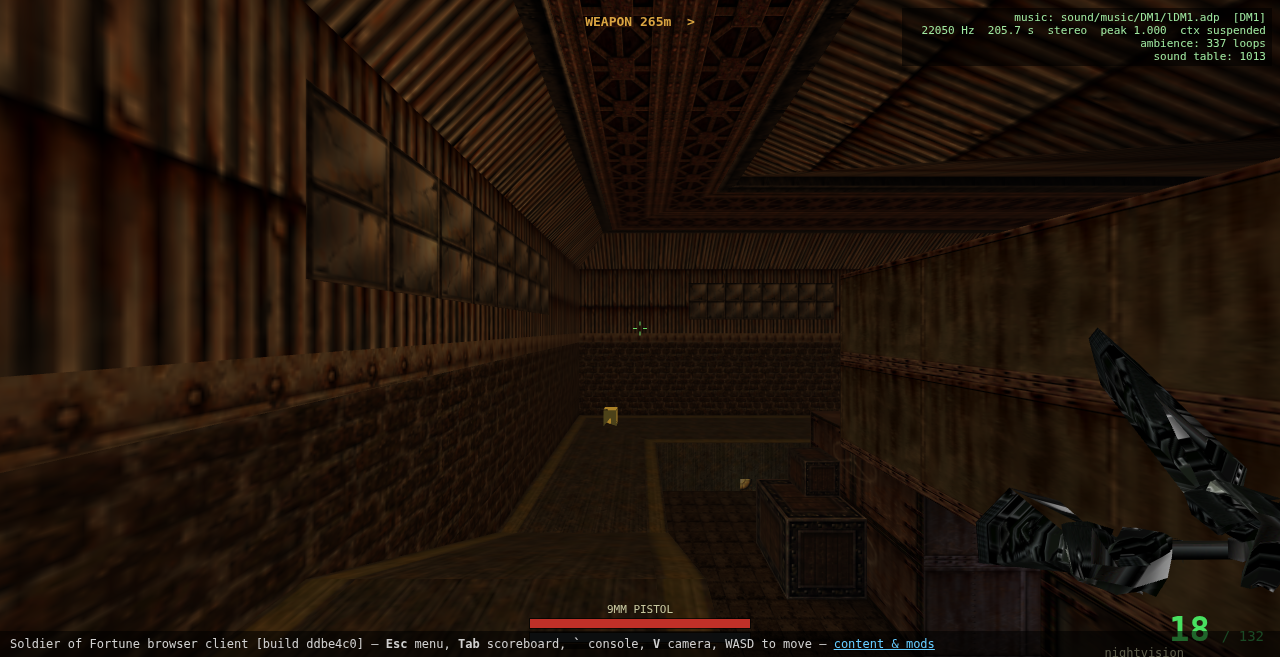 WEAPON 265m  >
music: sound/music/DM1/lDM1.adp  [DM1]
22050 Hz  205.7 s  stereo  peak 1.000  ctx suspended
ambience: 337 loops
sound table: 1013
9MM PISTOL
18 / 132
Soldier of Fortune browser client [build ddbe4c0] — Esc menu, Tab scoreboard, ` console, V camera, WASD to move — content & mods
nightvision